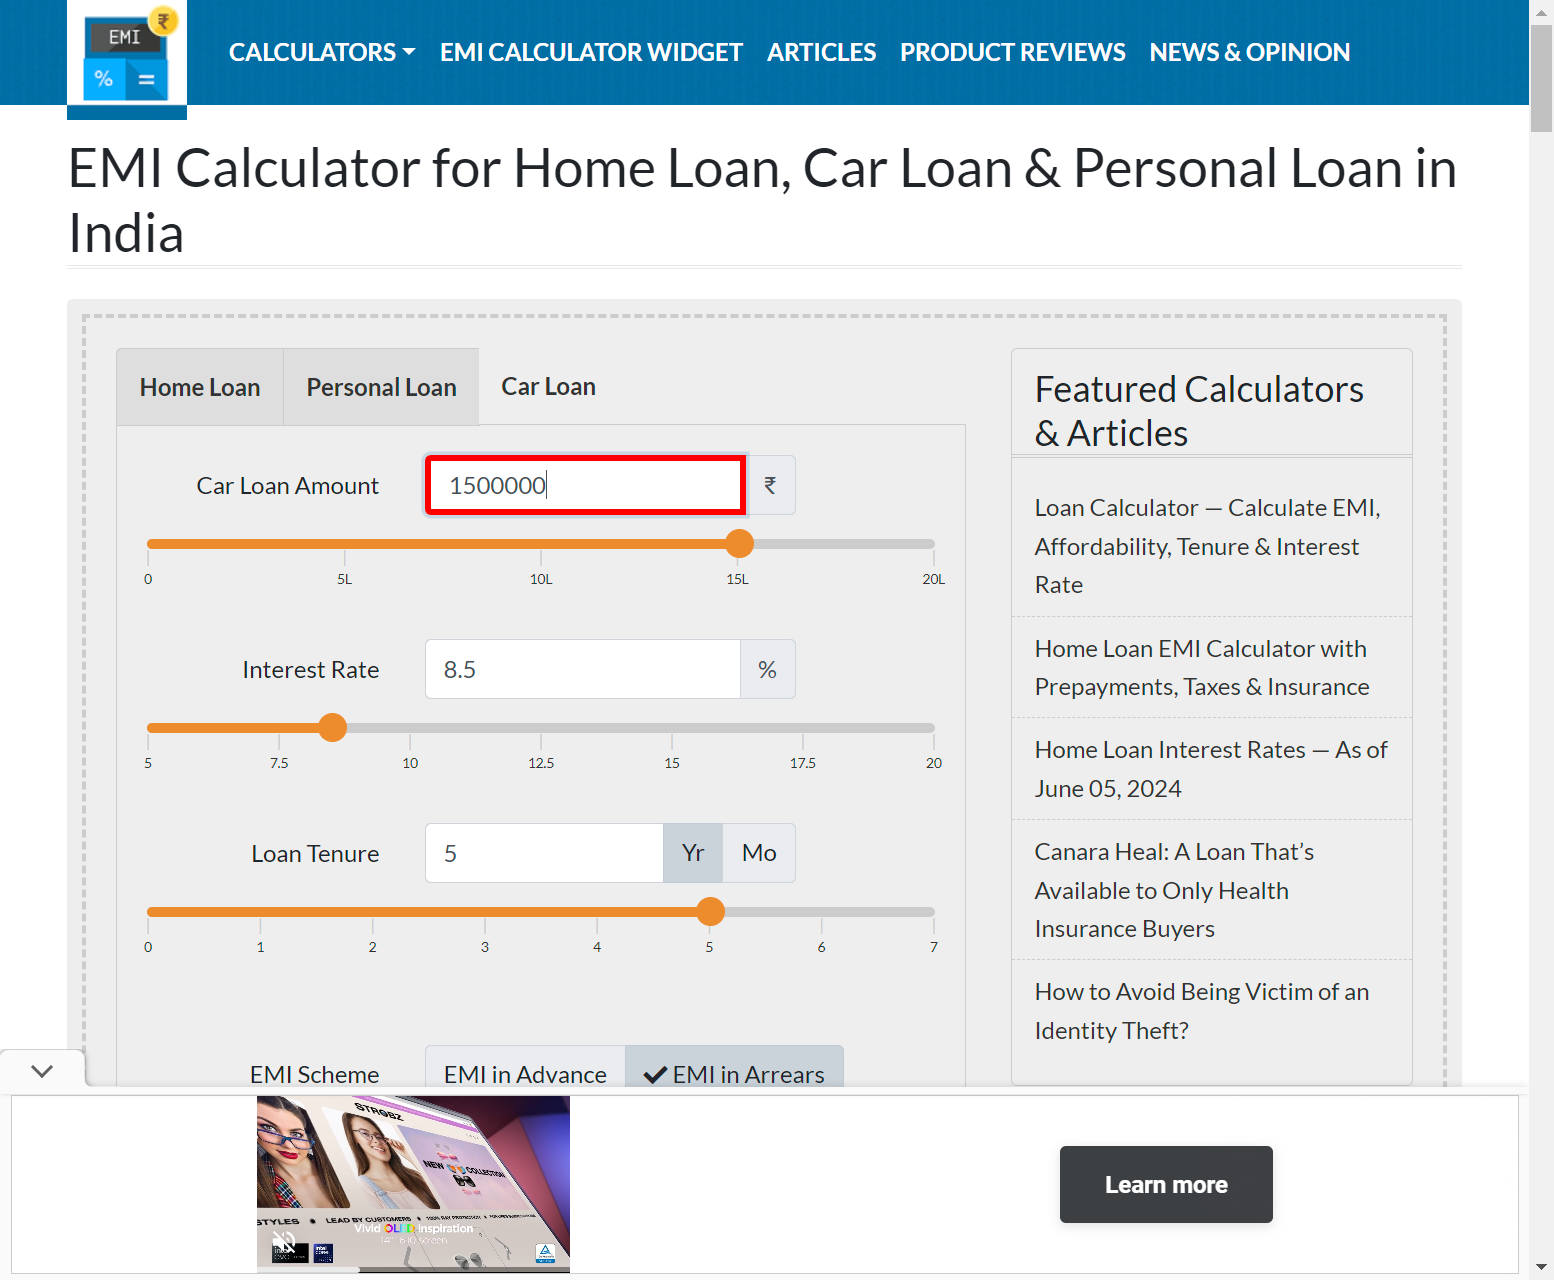 EMI
₹
%
=
CALCULATORS
EMI CALCULATOR WIDGET
ARTICLES
PRODUCT REVIEWS
NEWS & OPINION
EMI Calculator for Home Loan, Car Loan & Personal Loan in
India
Home Loan
Personal Loan
Car Loan
Car Loan Amount
1500000
₹
0
5L
10L
15L
20L
Interest Rate
8.5
%
5
7.5
10
12.5
15
17.5
20
Loan Tenure
5
Yr
Mo
0
1
2
3
4
5
6
7
EMI Scheme
EMI in Advance
EMI in Arrears
Featured Calculators
& Articles
Loan Calculator — Calculate EMI,
Affordability, Tenure & Interest
Rate
Home Loan EMI Calculator with
Prepayments, Taxes & Insurance
Home Loan Interest Rates — As of
June 05, 2024
Canara Heal: A Loan That’s
Available to Only Health
Insurance Buyers
How to Avoid Being Victim of an
Identity Theft?
STROBZ
NEW
COLLECTION
STYLES
LEAD BY CUSTOMERS
Vivid OLED inspiration
Learn more